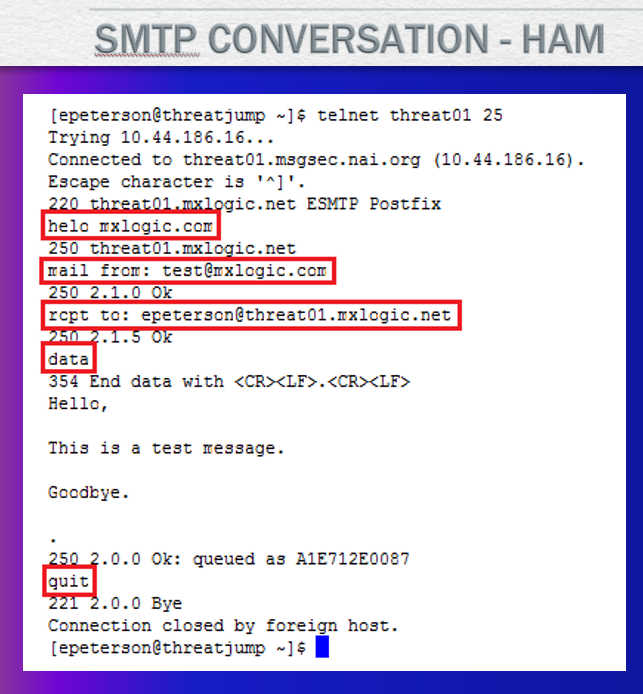 SMTP CONVERSATION - HAM
[epeterson@threatjump ~]$ telnet threat01 25
Trying 10.44.186.16...
Connected to threat01.msgsec.nai.org (10.44.186.16).
Escape character is '^]'.
220 threat01.mxlogic.net ESMTP Postfix
helo mxlogic.com
250 threat01.mxlogic.net
mail from: test@mxlogic.com
250 2.1.0 Ok
rcpt to: epeterson@threat01.mxlogic.net
250 2.1.5 Ok
data
354 End data with <CR><LF>.<CR><LF>
Hello,
This is a test message.
Goodbye.
.
250 2.0.0 Ok: queued as A1E712E0087
quit
221 2.0.0 Bye
Connection closed by foreign host.
[epeterson@threatjump ~]$